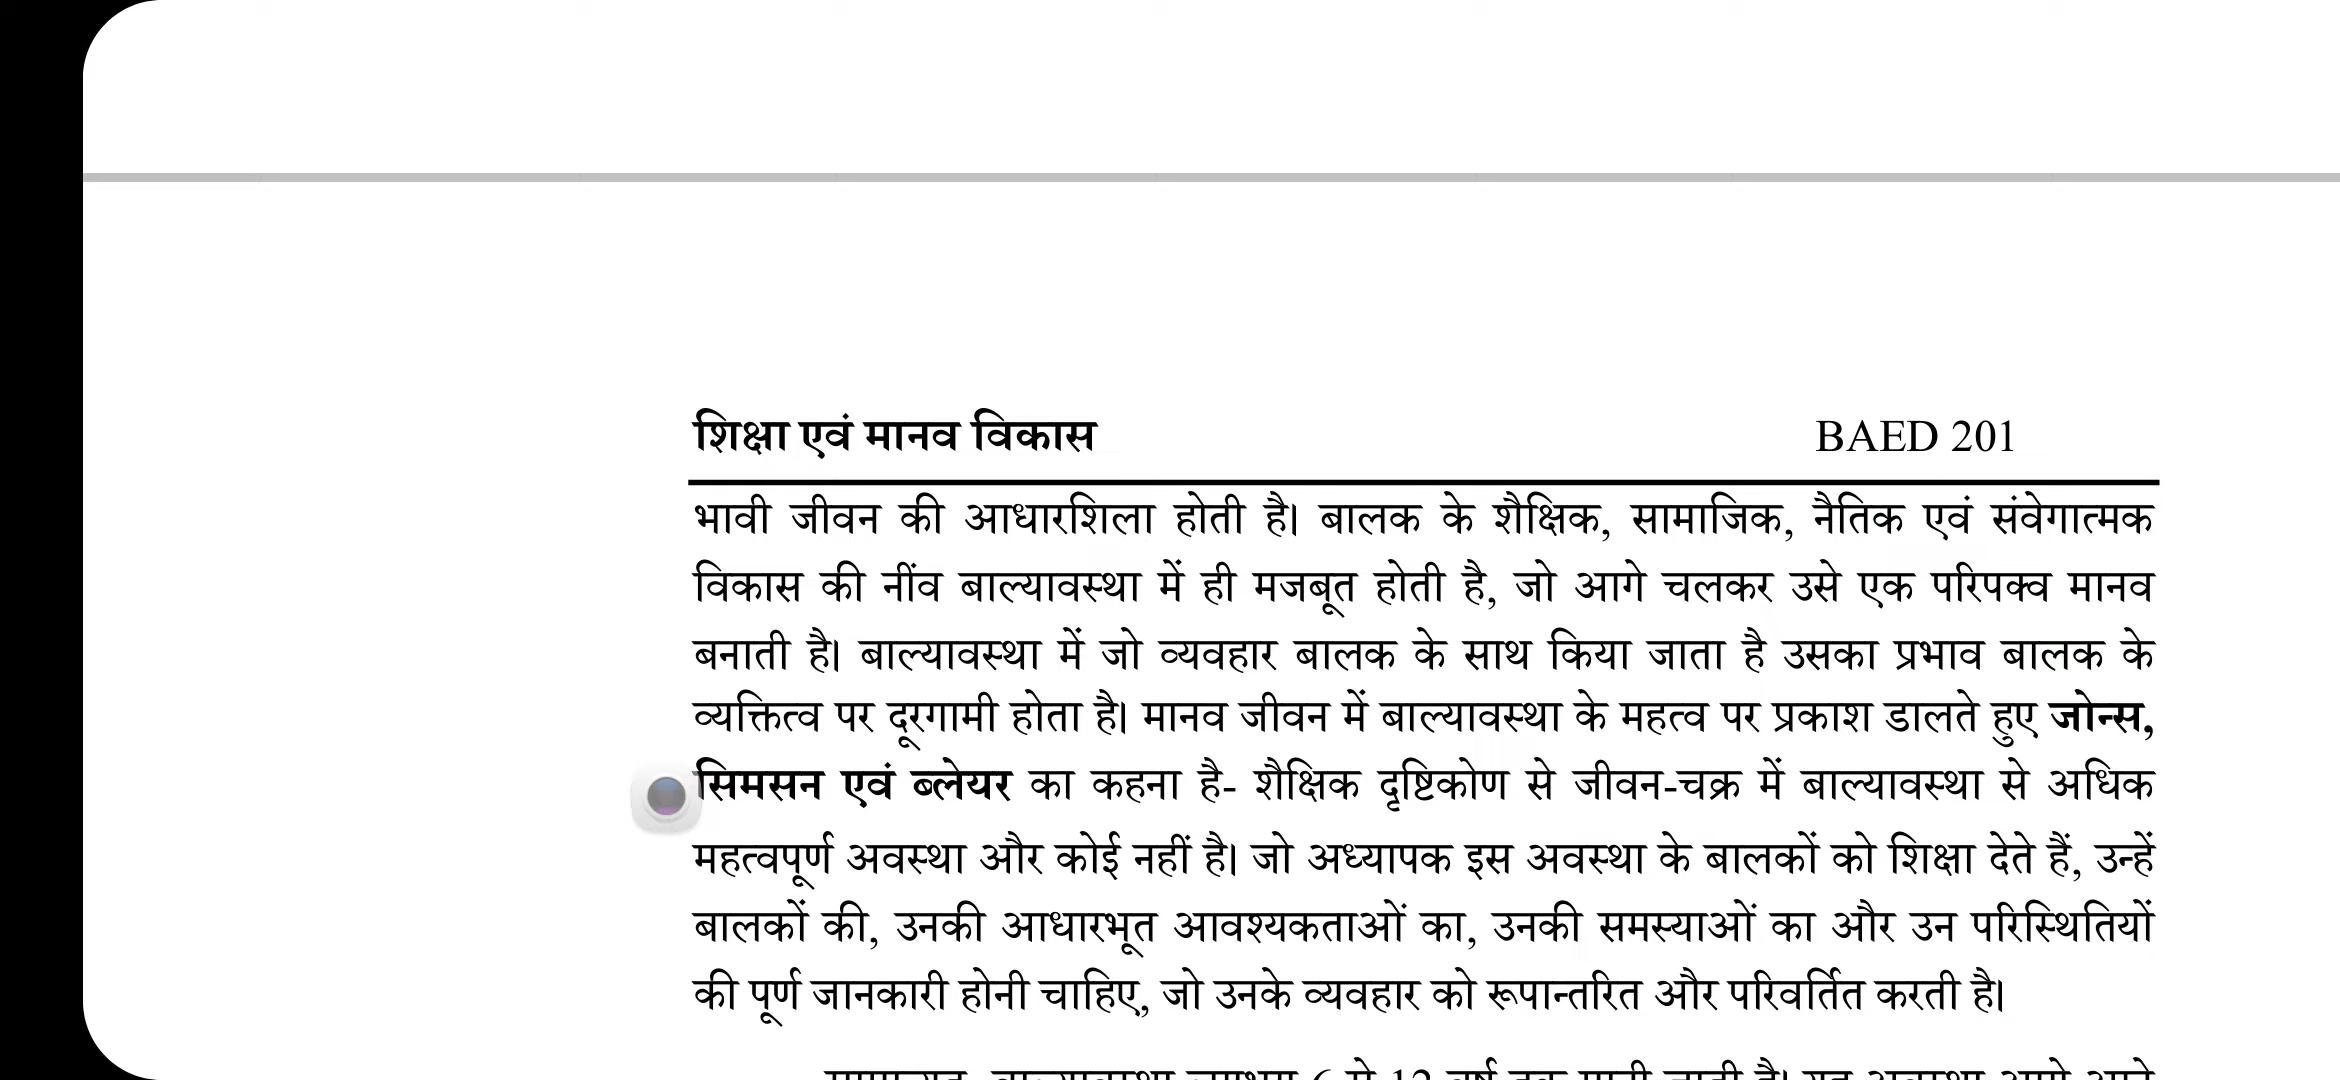 शिक्षा एवं मानव विकास BAED 201
भावी जीवन की आधारशिला होती है। बालक के शैक्षिक, सामाजिक, नैतिक एवं संवेगात्मक
विकास की नींव बाल्यावस्था में ही मजबूत होती है, जो आगे चलकर उसे एक परिपक्व मानव
बनाती है। बाल्यावस्था में जो व्यवहार बालक के साथ किया जाता है उसका प्रभाव बालक के
व्यक्तित्व पर दूरगामी होता है। मानव जीवन में बाल्यावस्था के महत्व पर प्रकाश डालते हुए जोन्स,
सिमसन एवं ब्लेयर का कहना है- शैक्षिक दृष्टिकोण से जीवन-चक्र में बाल्यावस्था से अधिक
महत्वपूर्ण अवस्था और कोई नहीं है। जो अध्यापक इस अवस्था के बालकों को शिक्षा देते हैं, उन्हें
बालकों की, उनकी आधारभूत आवश्यकताओं का, उनकी समस्याओं का और उन परिस्थितियों
की पूर्ण जानकारी होनी चाहिए, जो उनके व्यवहार को रूपान्तरित और परिवर्तित करती है।